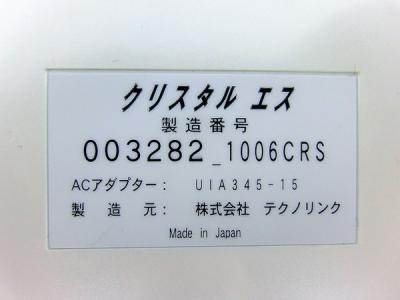 クリスタル エス
製造番号
003282_1006CRS
ACアダプター： UIA345-15
製 造 元： 株式会社 テクノリンク
Made in Japan